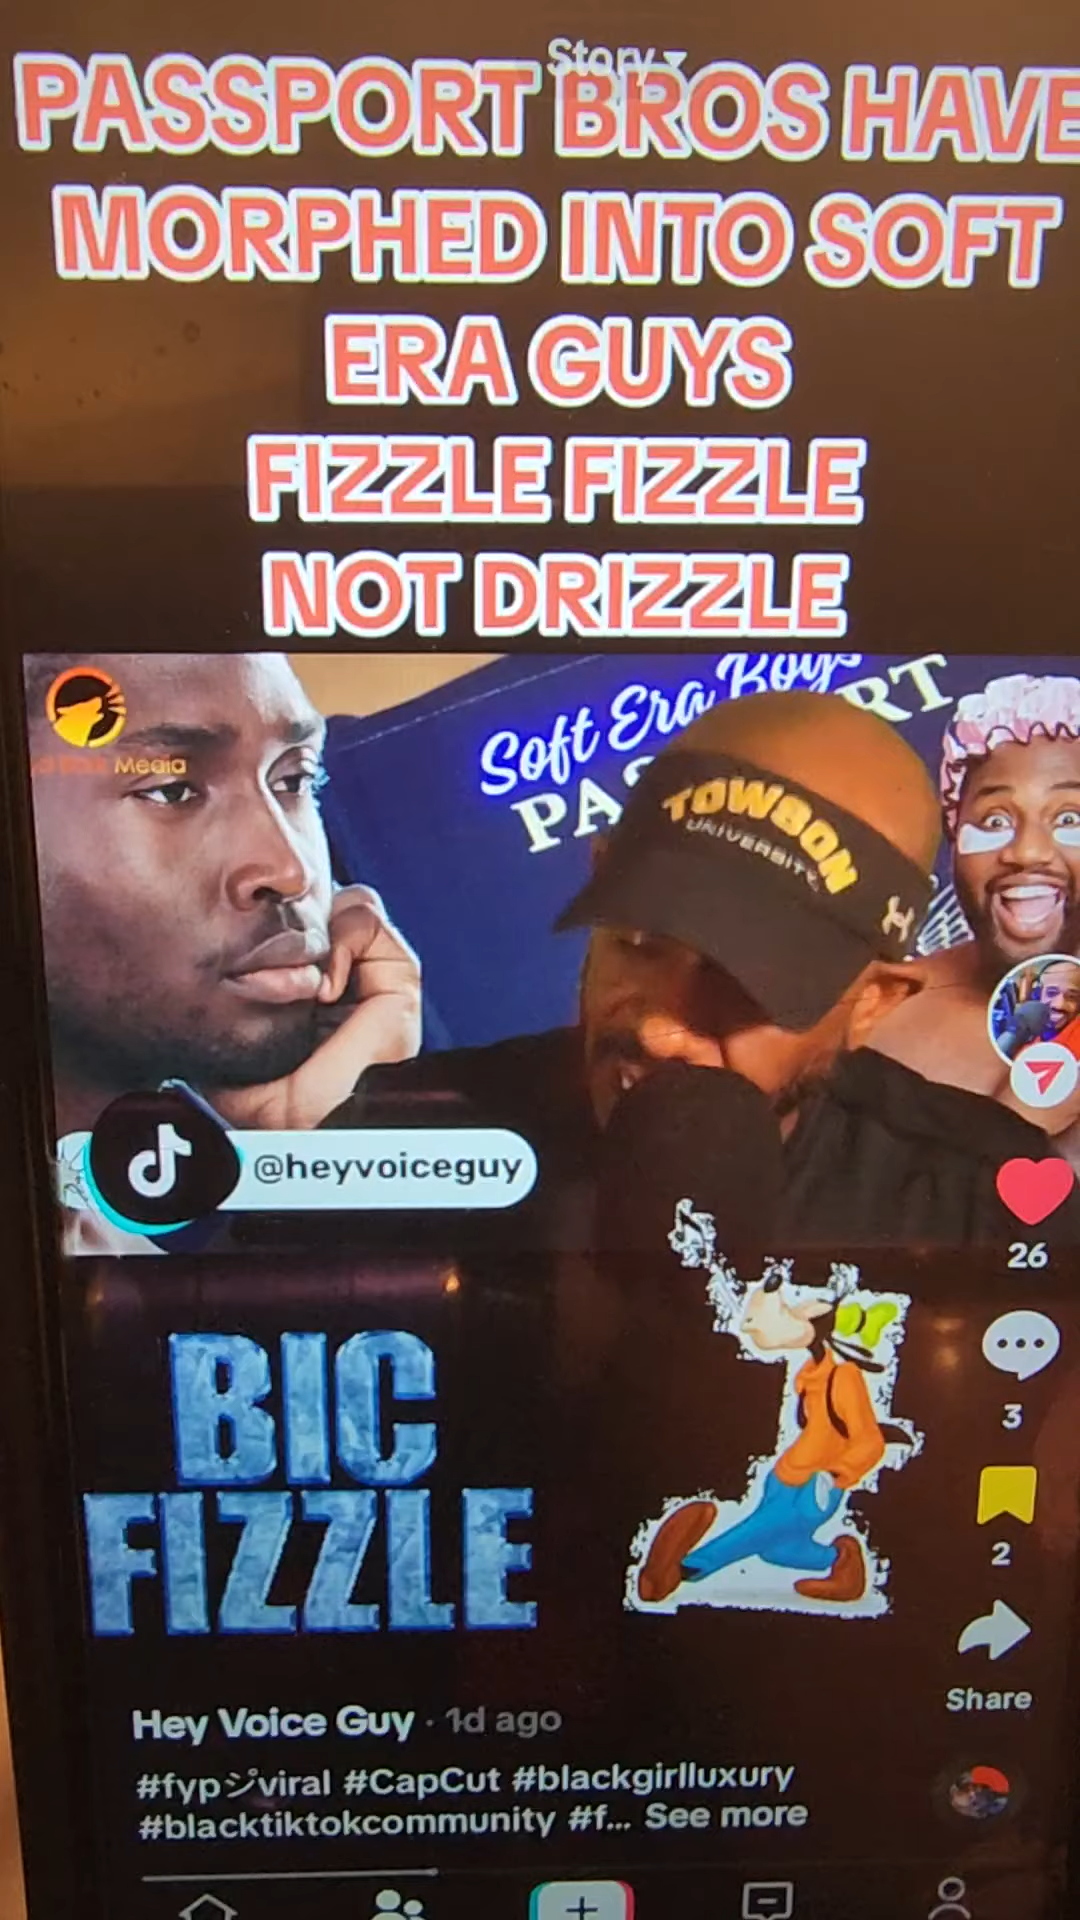 Story
PASSPORT BROS HAVE
MORPHED INTO SOFT
ERA GUYS
FIZZLE FIZZLE
NOT DRIZZLE
Soft Era Boys
Media
TOWSON
UNIVERSITY
@heyvoiceguy
26
BIG
FIZZLE
3
2
Share
Hey Voice Guy · 1d ago
#fypジviral #CapCut #blackgirlluxury
#blacktiktokcommunity #f... See more